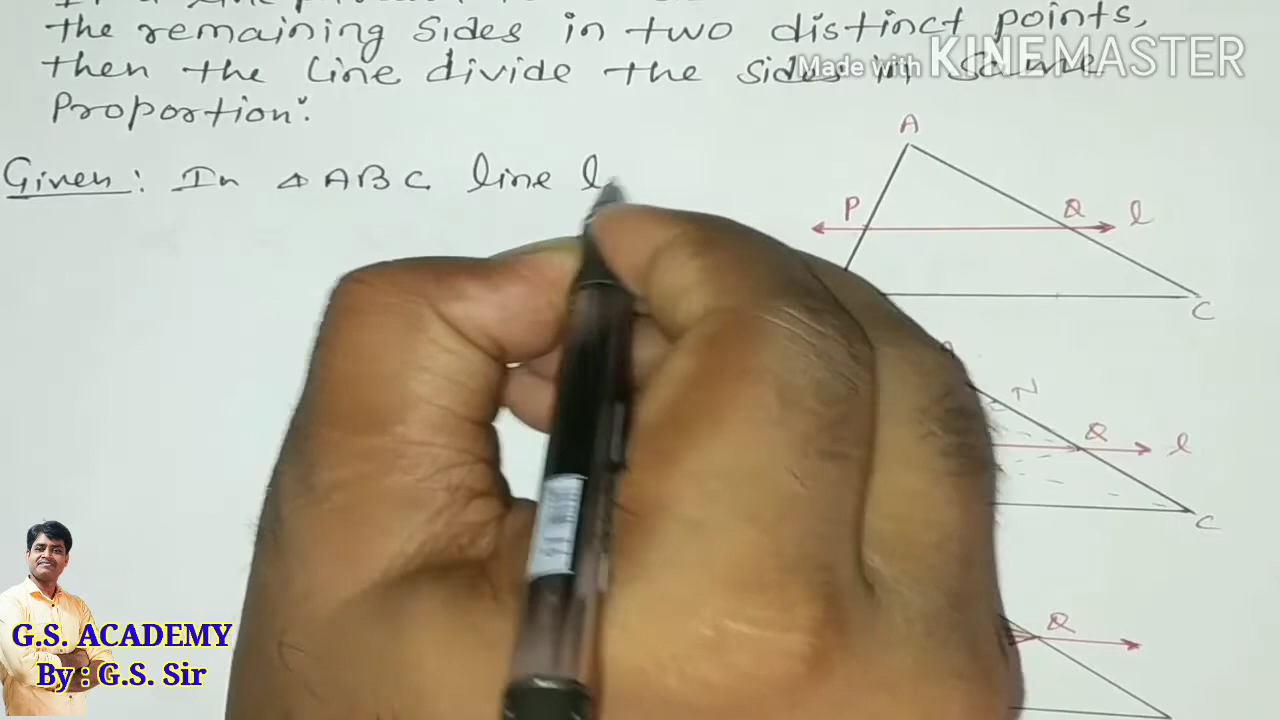 the remaining sides in two distinct points,
then the line divide the sides in same
Proportion".
Made with KINEMASTER
Given: In △ABC line l
A
P Q l
C
N
Q l
C
Q
G.S. ACADEMY
By : G.S. Sir